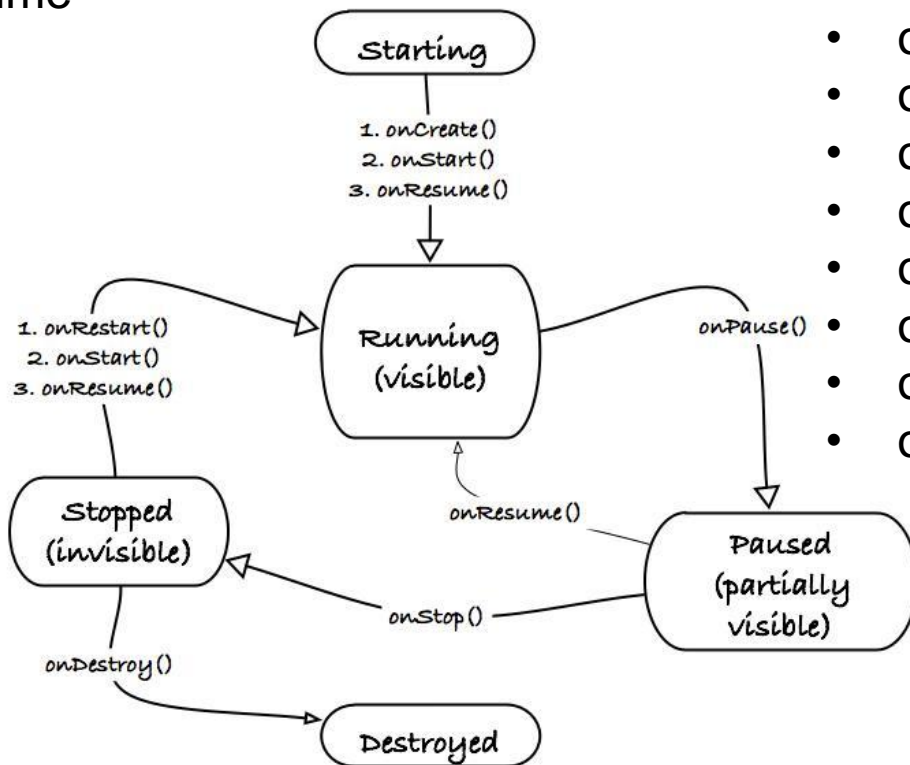 Starting
1. onCreate()
2. onStart()
3. onResume()
1. onRestart()
2. onStart()
3. onResume()
Running
(visible)
onPause()
Stopped
(invisible)
onResume()
Paused
(partially
visible)
onStop()
onDestroy()
Destroyed